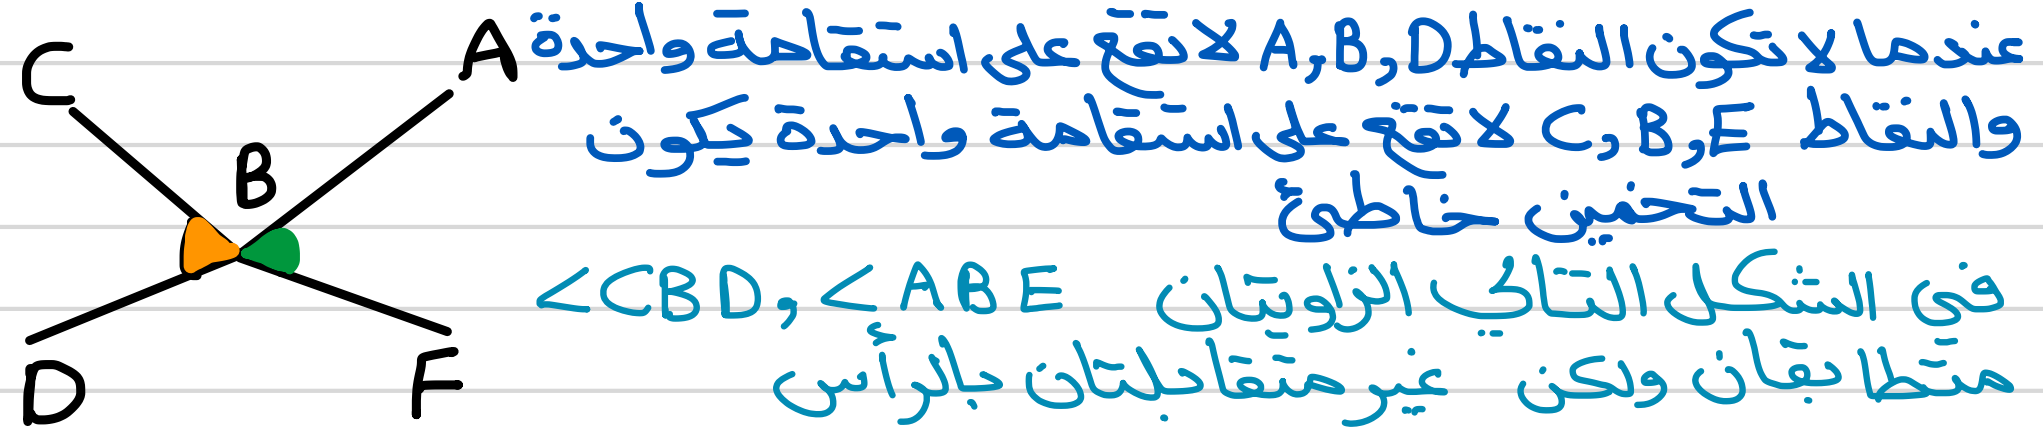 عندما لا تكون النقاط A,B,D لا تقع على استقامة واحدة
والنقاط C,B,E لا تقع على استقامة واحدة يكون
التخمين خاطئ
في الشكل التالي الزاويتان <CBD, <ABE
متطابقان ولكن غير متقابلتان بالرأس
C
A
B
D
F